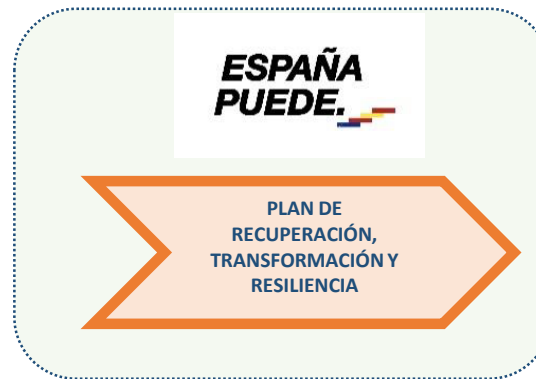 ESPAÑA
PUEDE.
PLAN DE
RECUPERACIÓN,
TRANSFORMACIÓN Y
RESILIENCIA